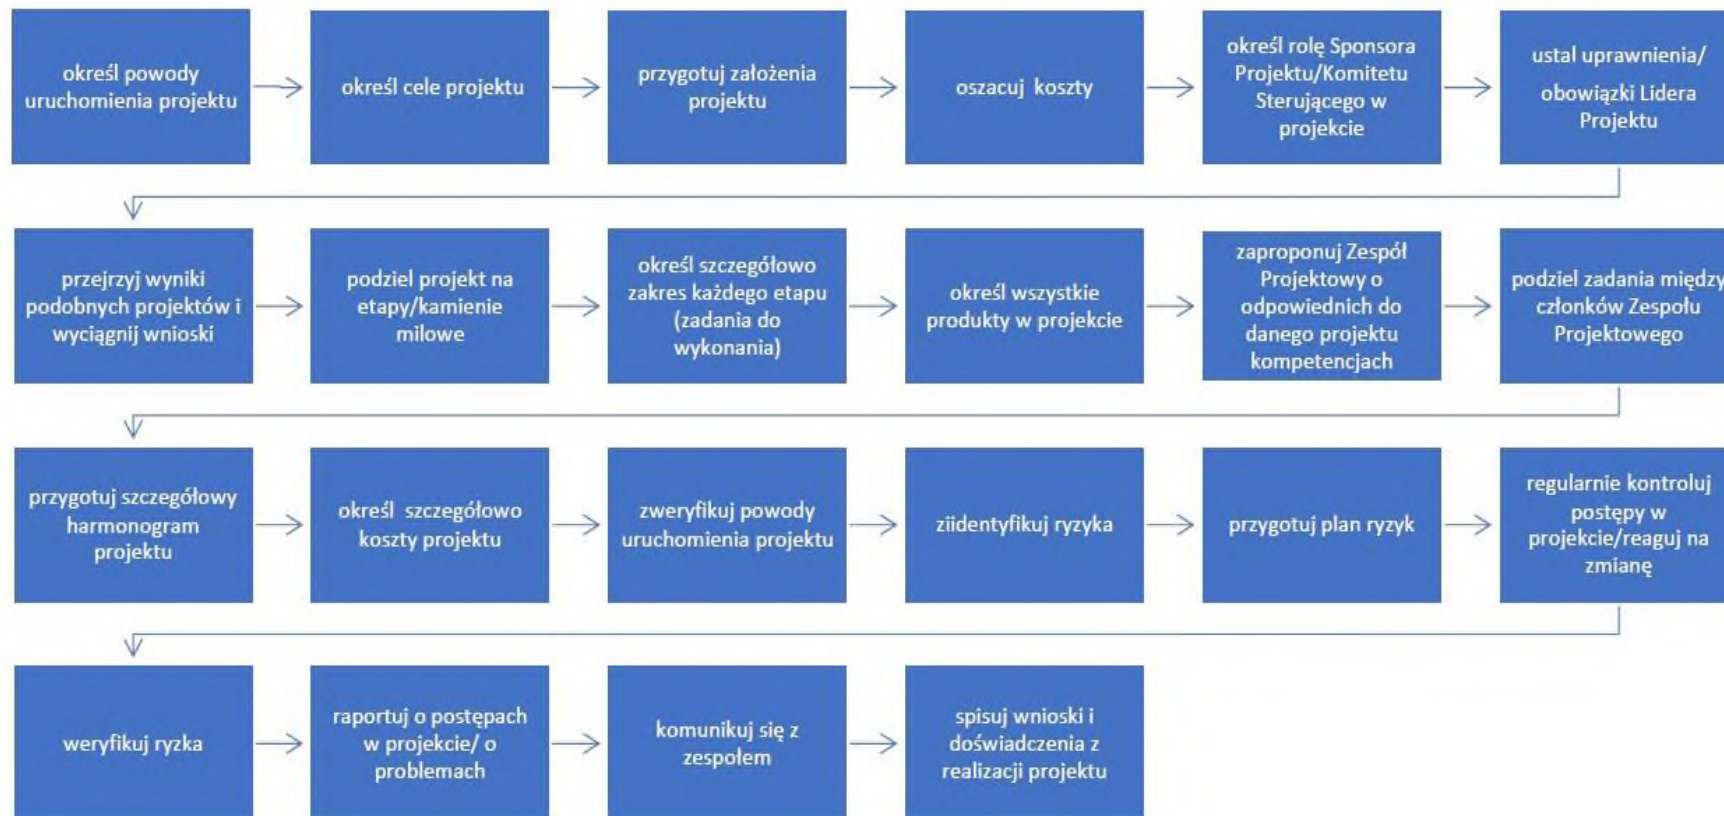 określ powody
uruchomienia projektu
określ cele projektu
przygotuj założenia
projektu
oszacuj koszty
określ rolę Sponsora
Projektu/Komitetu
Sterującego w
projekcie
ustal uprawnienia/
obowiązki Lidera
Projektu
przejrzyj wyniki
podobnych projektów i
wyciągnij wnioski
podziel projekt na
etapy/kamienie
milowe
określ szczegółowo
zakres każdego etapu
(zadania do
wykonania)
określ wszystkie
produkty w projekcie
zaproponuj Zespół
Projektowy o
odpowiednich do
danego projektu
kompetencjach
podziel zadania między
członków Zespołu
Projektowego
przygotuj szczegółowy
harmonogram
projektu
określ szczegółowo
koszty projektu
zweryfikuj powody
uruchomienia projektu
ziidentyfikuj ryzyka
przygotuj plan ryzyk
regularnie kontroluj
postępy w
projekcie/reaguj na
zmianę
weryfikuj ryzka
raportuj o postępach
w projekcie/ o
problemach
komunikuj się z
zespołem
spisuj wnioski i
doświadczenia z
realizacji projektu